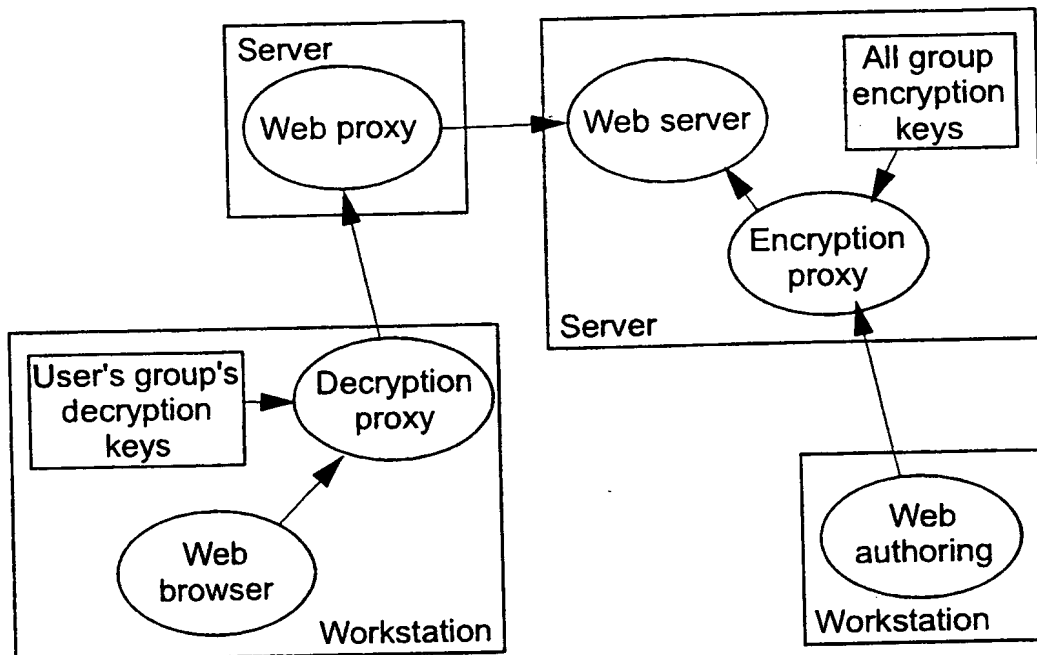 Server
Web proxy
Web server
All group
encryption
keys
Encryption
proxy
Server
User's group's
decryption
keys
Decryption
proxy
Web
browser
Workstation
Web
authoring
Workstation